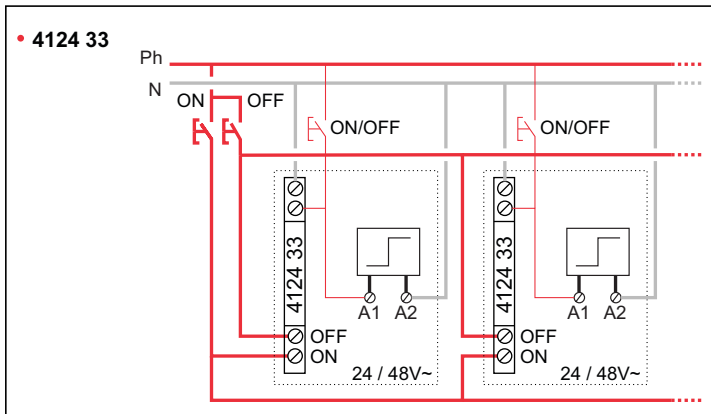 • 4124 33
Ph
N
ON OFF
ON/OFF
ON/OFF
4124 33
4124 33
A1 A2
A1 A2
OFF
ON
OFF
ON
24 / 48V~
24 / 48V~